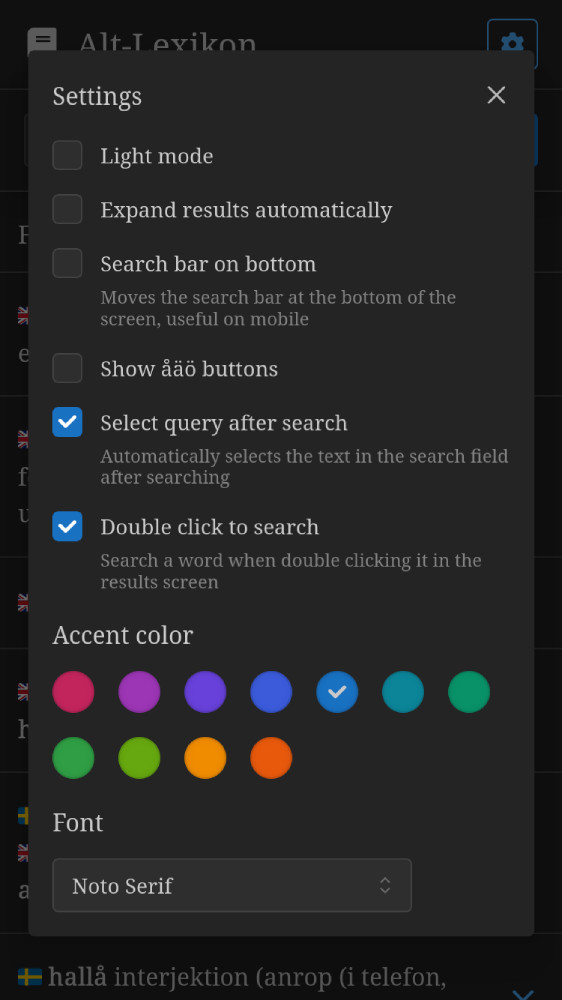 Alt-Lexikon
Settings
Light mode
Expand results automatically
Search bar on bottom
Moves the search bar at the bottom of the
screen, useful on mobile
Show åäö buttons
Select query after search
Automatically selects the text in the search field
after searching
Double click to search
Search a word when double clicking it in the
results screen
Accent color
Font
Noto Serif
hallå interjektion (anrop (i telefon,